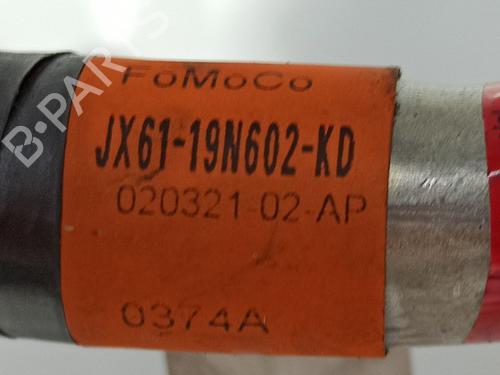 FoMoCo
JX61-19N602-KD
020321-02-AP
0374A
B-PARTS